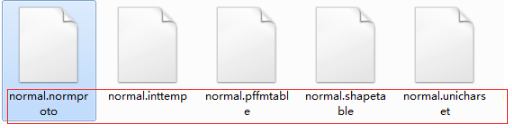 normal.normpr
oto
normal.inttemp
normal.pffmtabl
e
normal.shapeta
ble
normal.unichars
et